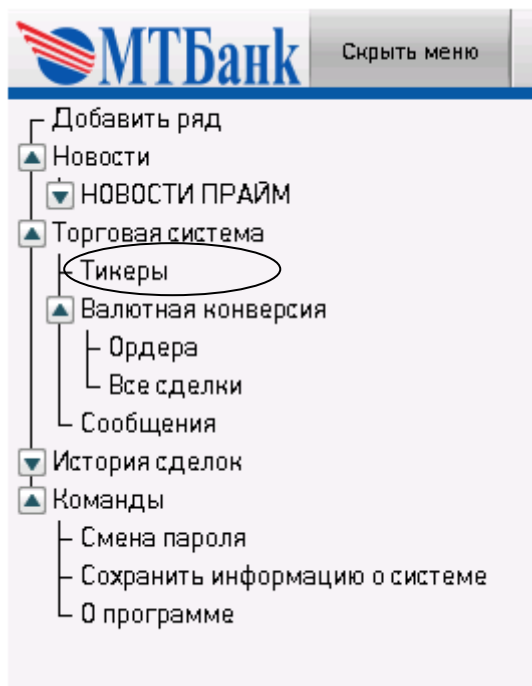 МТБанк
Скрыть меню
Добавить ряд
Новости
НОВОСТИ ПРАЙМ
Торговая система
Тикеры
Валютная конверсия
Ордера
Все сделки
Сообщения
История сделок
Команды
Смена пароля
Сохранить информацию о системе
О программе